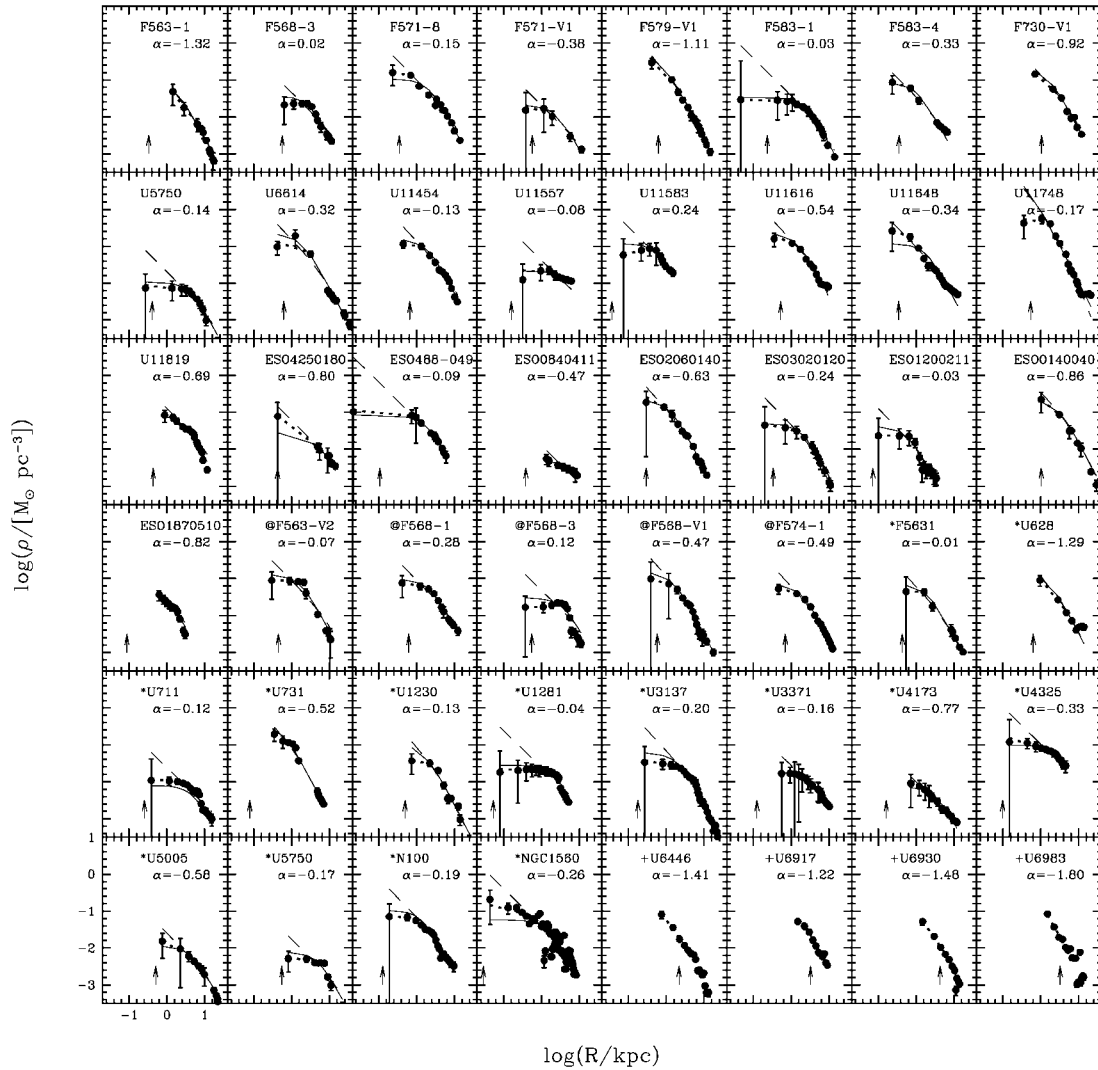 F563-1 F568-3 F571-8 F571-V1 F579-V1 F583-1 F583-4 F730-V1
α=−1.32 α=0.02 α=−0.15 α=−0.38 α=−1.11 α=−0.03 α=−0.33 α=−0.92
U5750 U6614 U11454 U11557 U11583 U11616 U11648 U11748
α=−0.14 α=−0.32 α=−0.13 α=−0.08 α=0.24 α=−0.54 α=−0.34 α=−0.17
U11819 ESO4250180 ESO488-049 ESO0840411 ESO2060140 ESO3020120 ESO1200211 ESO0140040
α=−0.69 α=−0.80 α=−0.09 α=−0.47 α=−0.63 α=−0.24 α=−0.03 α=−0.86
ESO1870510 @F563-V2 @F568-1 @F568-3 @F568-V1 @F574-1 *F5631 *U628
α=−0.82 α=−0.07 α=−0.28 α=0.12 α=−0.47 α=−0.49 α=−0.01 α=−1.29
*U711 *U731 *U1230 *U1281 *U3137 *U3371 *U4173 *U4325
α=−0.12 α=−0.52 α=−0.13 α=−0.04 α=−0.20 α=−0.16 α=−0.77 α=−0.33
*U5005 *U5750 *N100 *NGC1560 +U6446 +U6917 +U6930 +U6983
α=−0.58 α=−0.17 α=−0.19 α=−0.26 α=−1.41 α=−1.22 α=−1.48 α=−1.80
1
0
−1
−2
−3
−1 0 1
log(R/kpc)
log(ρ/[M⊙ pc⁻³])